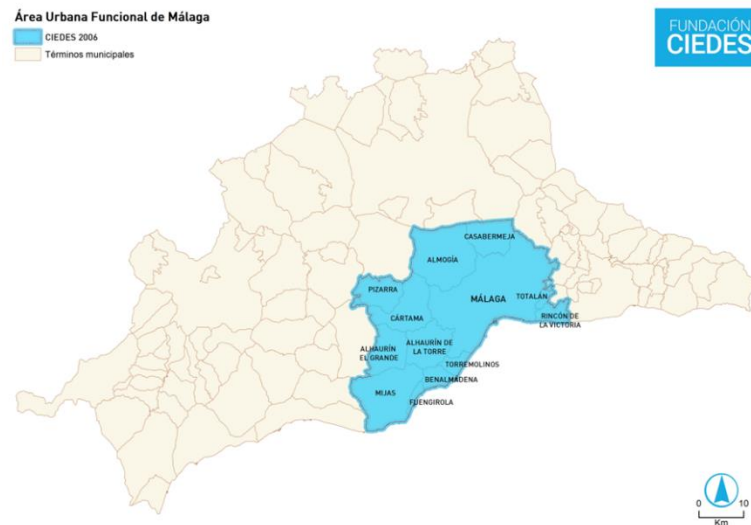 Área Urbana Funcional de Málaga
CIEDES 2006
Términos municipales
FUNDACIÓN
CIEDES
CASABERMEJA
ALMOGÍA
PIZARRA
MÁLAGA
TOTALÁN
CÁRTAMA
RINCÓN DE
LA VICTORIA
ALHAURÍN
EL GRANDE
ALHAURÍN DE
LA TORRE
TORREMOLINOS
BENALMÁDENA
MIJAS
FUENGIROLA
0 10
Km